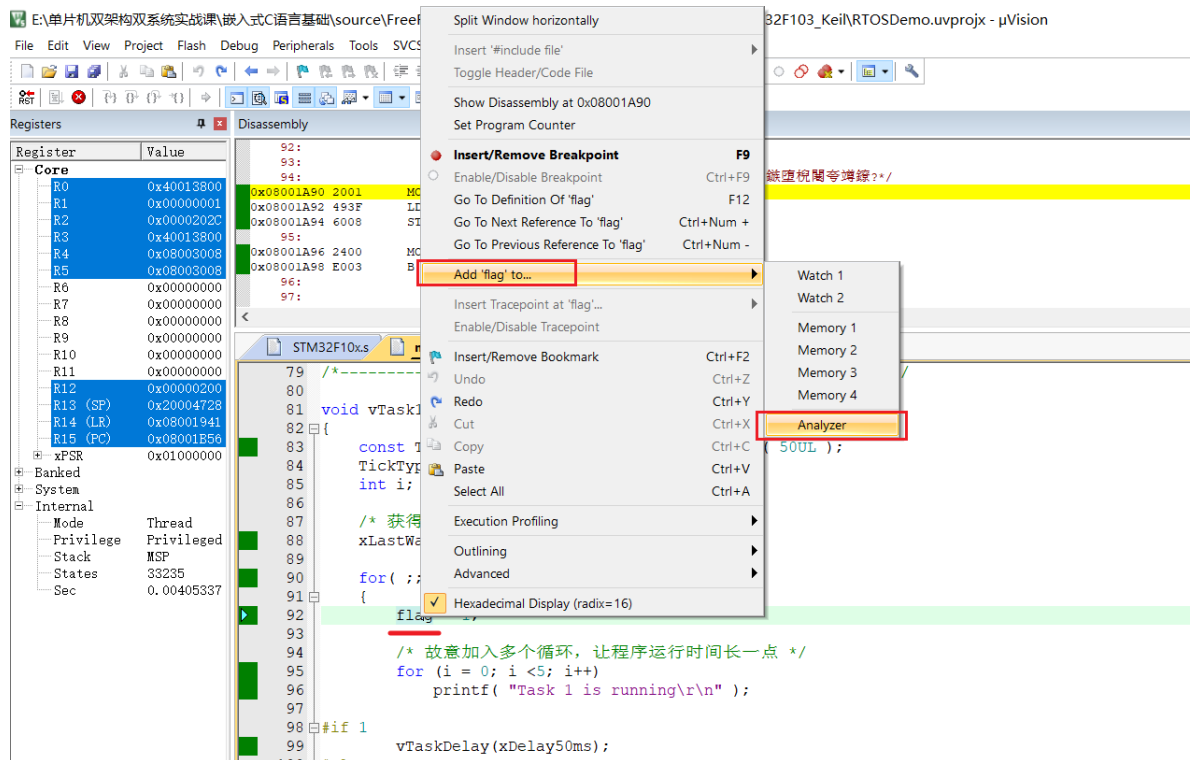 E:\单片机双架构双系统实战课\嵌入式C语言基础\source\FreeF
32F103_Keil\RTOSDemo.uvprojx - µVision
File Edit View Project Flash Debug Peripherals Tools SVCS
Registers
Register Value
Core
R0 0x40013800
R1 0x00000001
R2 0x0000202C
R3 0x40013800
R4 0x08003008
R5 0x08003008
R6 0x00000000
R7 0x00000000
R8 0x00000000
R9 0x00000000
R10 0x00000000
R11 0x00000000
R12 0x00000200
R13 (SP) 0x20004728
R14 (LR) 0x08001941
R15 (PC) 0x08001B56
xPSR 0x01000000
Banked
System
Internal
Mode Thread
Privilege Privileged
Stack MSP
States 33235
Sec 0.00405337
Disassembly
92:
93:
94:
0x08001A90 2001 MO
0x08001A92 493F LD
0x08001A94 6008 ST
95:
0x08001A96 2400 MO
0x08001A98 E003 B
96:
97:
STM32F10x.s
79 /*----------
80
81 void vTask1
82 {
83 const T
( 50UL );
84 TickTyp
85 int i;
86
87 /* 获得
88 xLastWa
89
90 for( ;;
91 {
92 flag
93
94 /* 故意加入多个循环，让程序运行时间长一点 */
95 for (i = 0; i <5; i++)
96 printf( "Task 1 is running\r\n" );
97
98 #if 1
99 vTaskDelay(xDelay50ms);
Split Window horizontally
Insert '#include file'
Toggle Header/Code File
Show Disassembly at 0x08001A90
Set Program Counter
Insert/Remove Breakpoint F9
Enable/Disable Breakpoint Ctrl+F9
Go To Definition Of 'flag' F12
Go To Next Reference To 'flag' Ctrl+Num +
Go To Previous Reference To 'flag' Ctrl+Num -
Add 'flag' to...
Insert Tracepoint at 'flag'...
Enable/Disable Tracepoint
Insert/Remove Bookmark Ctrl+F2
Undo Ctrl+Z
Redo Ctrl+Y
Cut Ctrl+X
Copy Ctrl+C
Paste Ctrl+V
Select All Ctrl+A
Execution Profiling
Outlining
Advanced
Hexadecimal Display (radix=16)
Watch 1
Watch 2
Memory 1
Memory 2
Memory 3
Memory 4
Analyzer